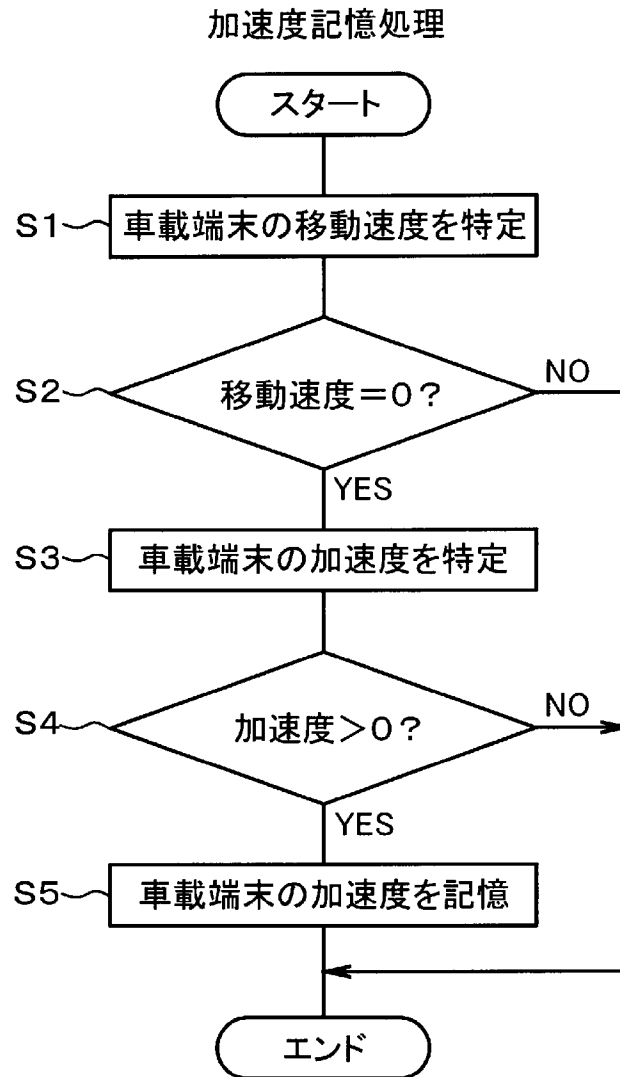 加速度記憶処理
スタート
S1 車載端末の移動速度を特定
S2 移動速度＝0？ NO
YES
S3 車載端末の加速度を特定
S4 加速度＞0？ NO
YES
S5 車載端末の加速度を記憶
エンド